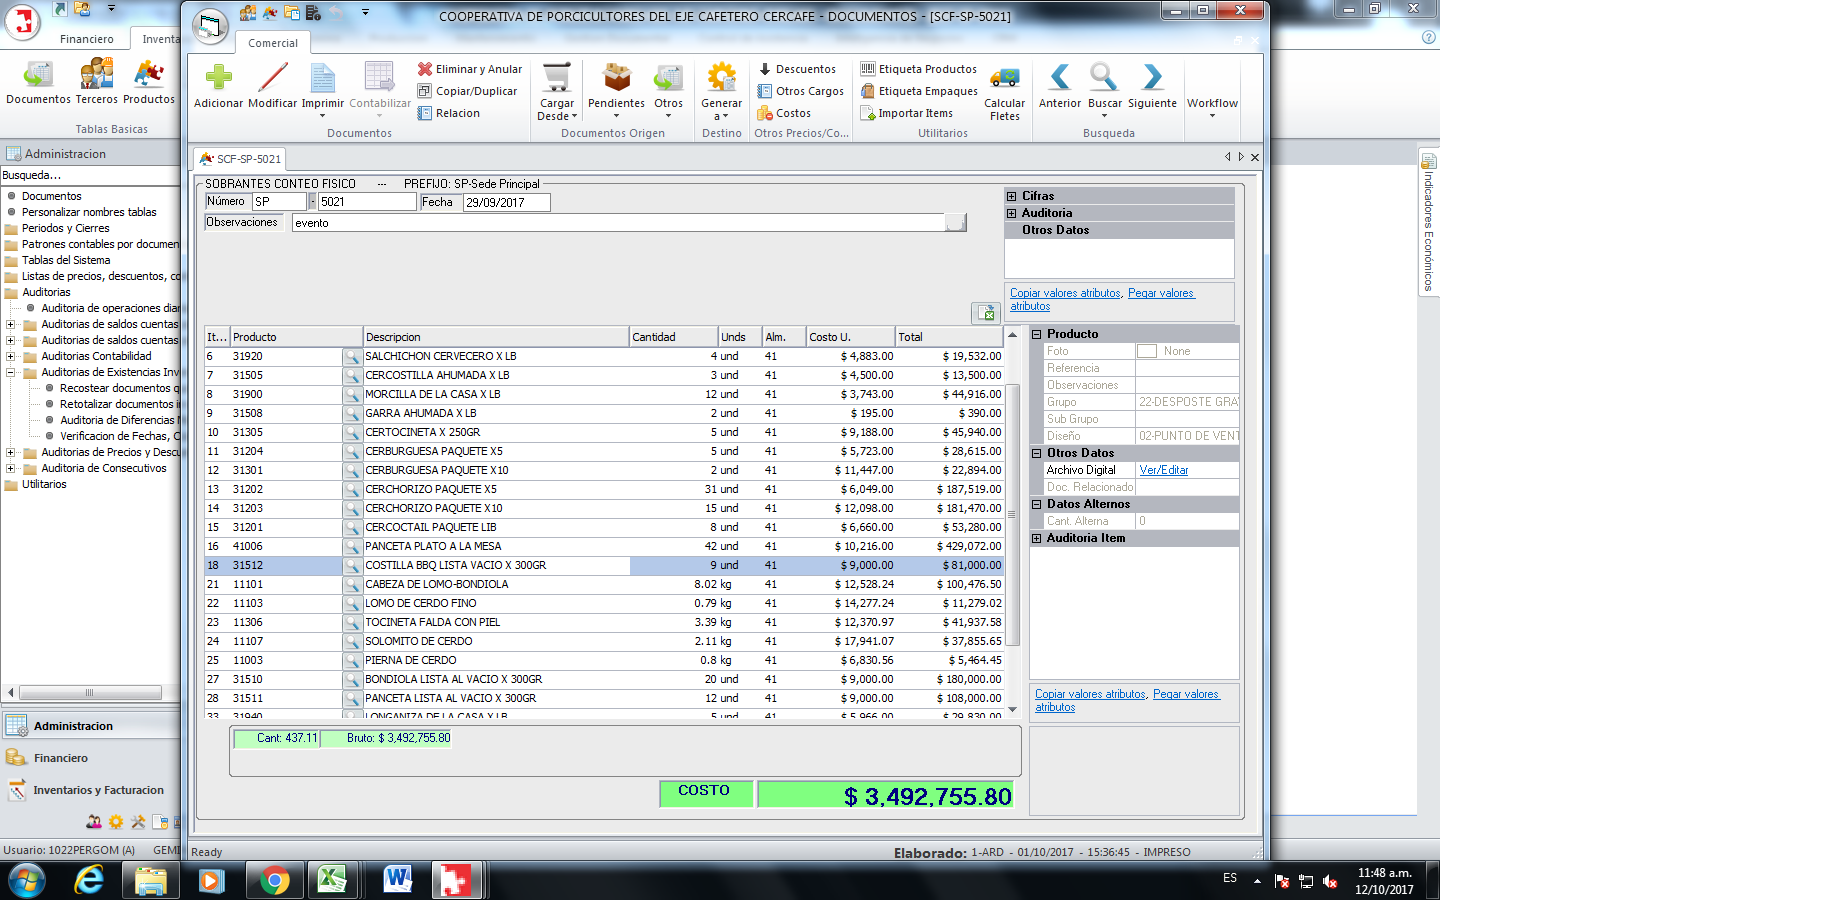 COOPERATIVA DE PORCICULTORES DEL EJE CAFETERO CERCAFE - DOCUMENTOS - [SCF-SP-5021]
Financiero
Inventa
Comercial
Documentos
Terceros
Productos
Tablas Basicas
Adicionar
Modificar
Imprimir
Contabilizar
Eliminar y Anular
Copiar/Duplicar
Relacion
Documentos
Cargar Desde
Pendientes
Otros
Documentos Origen
Generar a
Destino
Descuentos
Otros Cargos
Costos
Otros Precios/Co...
Etiqueta Productos
Etiqueta Empaques
Importar Items
Calcular Fletes
Utilitarios
Anterior
Buscar
Siguiente
Busqueda
Workflow
Administracion
Busqueda...
Documentos
Personalizar nombres tablas
Periodos y Cierres
Patrones contables por documen
Tablas del Sistema
Listas de precios, descuentos, co
Auditorias
Auditoria de operaciones diar
Auditorias de saldos cuentas
Auditorias de saldos cuentas
Auditorias Contabilidad
Auditorias de Existencias Inv
Recostear documentos q
Retotalizar documentos i
Auditoria de Diferencias
Verificacion de Fechas, C
Auditorias de Precios y Descu
Auditoria de Consecutivos
Utilitarios
Administracion
Financiero
Inventarios y Facturacion
Usuario: 1022PERGOM (A)
GEMI
SCF-SP-5021
SOBRANTES CONTEO FISICO --- PREFIJO: SP-Sede Principal
Número SP - 5021 Fecha 29/09/2017
Observaciones evento
Cifras
Auditoria
Otros Datos
Copiar valores atributos, Pegar valores
atributos
It... Producto Descripcion Cantidad Unds Alm. Costo U. Total
6 31920 SALCHICHON CERVECERO X LB 4 und 41 $ 4,883.00 $ 19,532.00
7 31505 CERCOSTILLA AHUMADA X LB 3 und 41 $ 4,500.00 $ 13,500.00
8 31900 MORCILLA DE LA CASA X LB 12 und 41 $ 3,743.00 $ 44,916.00
9 31508 GARRA AHUMADA X LB 2 und 41 $ 195.00 $ 390.00
10 31305 CERTOCINETA X 250GR 5 und 41 $ 9,188.00 $ 45,940.00
11 31204 CERBURGUESA PAQUETE X5 5 und 41 $ 5,723.00 $ 28,615.00
12 31301 CERBURGUESA PAQUETE X10 2 und 41 $ 11,447.00 $ 22,894.00
13 31202 CERCHORIZO PAQUETE X5 31 und 41 $ 6,049.00 $ 187,519.00
14 31203 CERCHORIZO PAQUETE X10 15 und 41 $ 12,098.00 $ 181,470.00
15 31201 CERCOCTAIL PAQUETE LIB 8 und 41 $ 6,660.00 $ 53,280.00
16 41006 PANCETA PLATO A LA MESA 42 und 41 $ 10,216.00 $ 429,072.00
18 31512 COSTILLA BBQ LISTA VACIO X 300GR 9 und 41 $ 9,000.00 $ 81,000.00
21 11101 CABEZA DE LOMO-BONDIOLA 8.02 kg 41 $ 12,528.24 $ 100,476.50
22 11103 LOMO DE CERDO FINO 0.79 kg 41 $ 14,277.24 $ 11,279.02
23 11306 TOCINETA FALDA CON PIEL 3.39 kg 41 $ 12,370.97 $ 41,937.58
24 11107 SOLOMITO DE CERDO 2.11 kg 41 $ 17,941.07 $ 37,855.65
25 11003 PIERNA DE CERDO 0.8 kg 41 $ 6,830.56 $ 5,464.45
27 31510 BONDIOLA LISTA AL VACIO X 300GR 20 und 41 $ 9,000.00 $ 180,000.00
28 31511 PANCETA LISTA AL VACIO X 300GR 12 und 41 $ 9,000.00 $ 108,000.00
33 31940 LONGANIZA DE LA CASA X LB 5 und 41 $ 5,966.00 $ 29,830.00
Producto
Foto None
Referencia
Observaciones
Grupo 22-DESPOSTE GRA
Sub Grupo
Diseño 02-PUNTO DE VENT
Otros Datos
Archivo Digital Ver/Editar
Doc. Relacionado
Datos Alternos
Cant. Alterna 0
Auditoria Item
Copiar valores atributos, Pegar valores
atributos
Cant: 437.11 Bruto: $ 3,492,755.80
COSTO $ 3,492,755.80
Ready
Elaborado: 1-ARD - 01/10/2017 - 15:36:45 - IMPRESO
Indicadores Económicos
ES
11:48 a.m.
12/10/2017